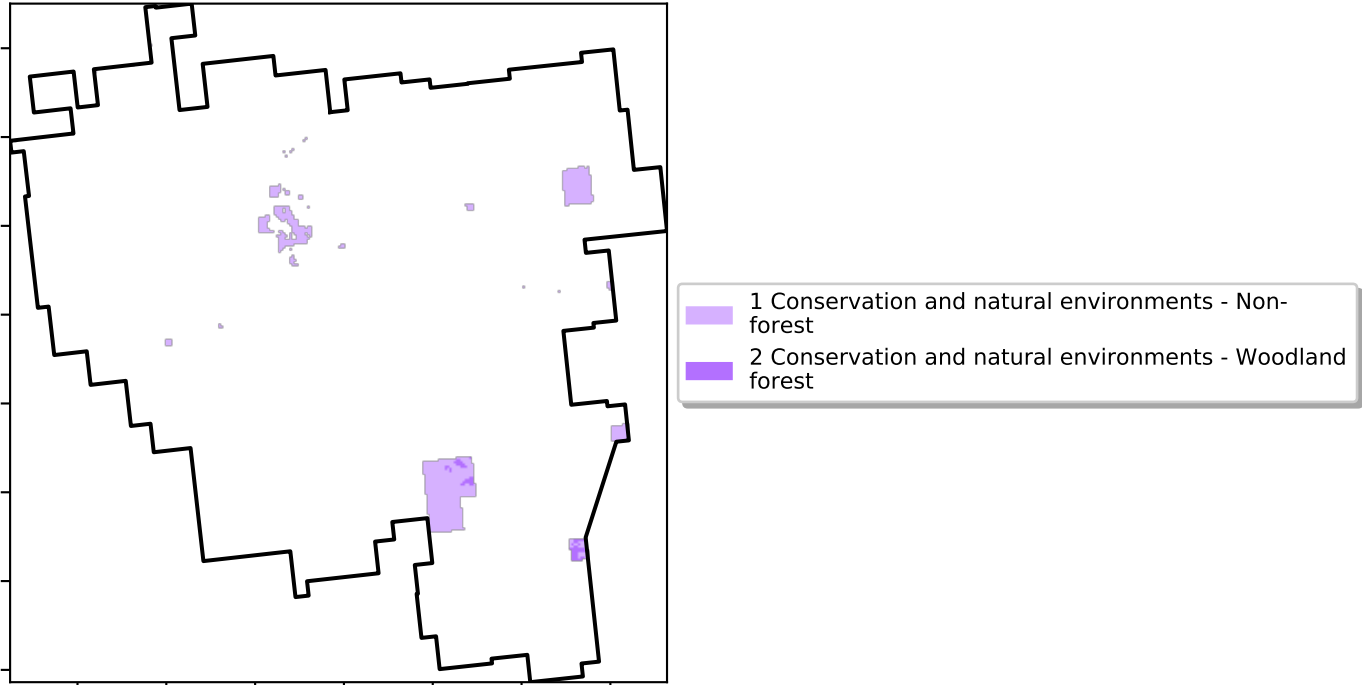 1 Conservation and natural environments - Non-
forest
2 Conservation and natural environments - Woodland
forest